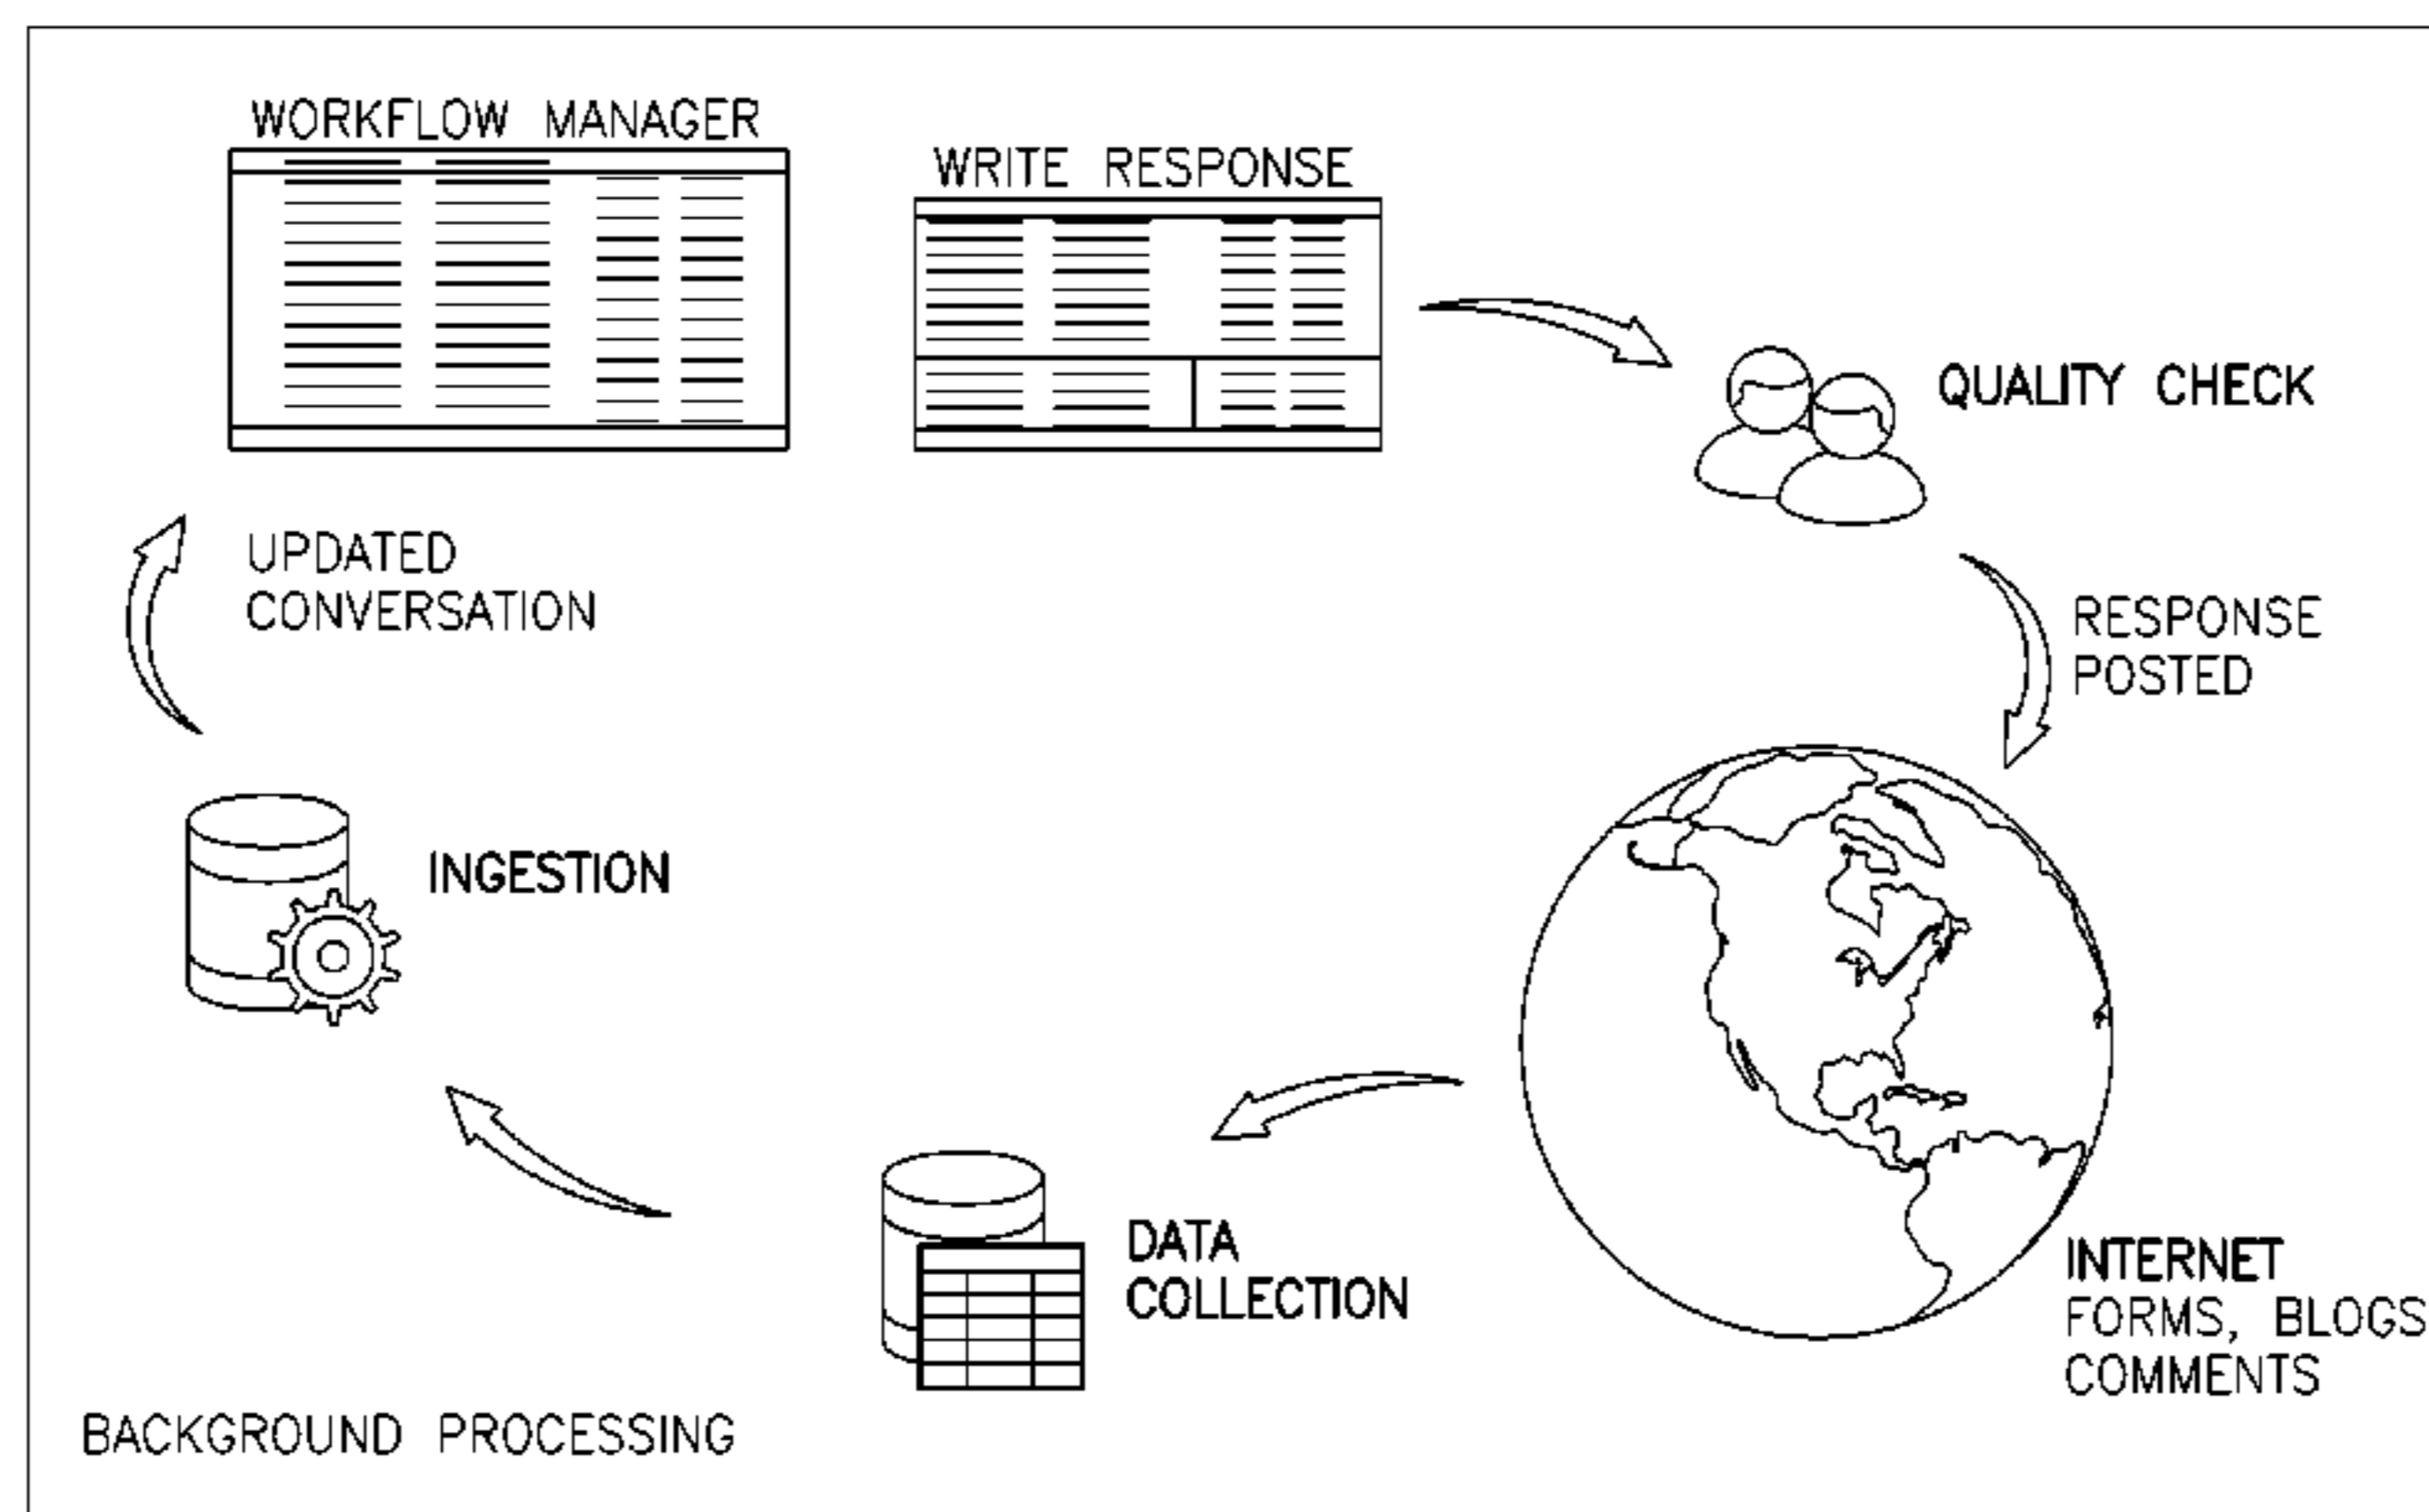 WORKFLOW MANAGER
WRITE RESPONSE
QUALITY CHECK
UPDATED
CONVERSATION
RESPONSE
POSTED
INGESTION
DATA
COLLECTION
INTERNET
FORMS, BLOGS
COMMENTS
BACKGROUND PROCESSING